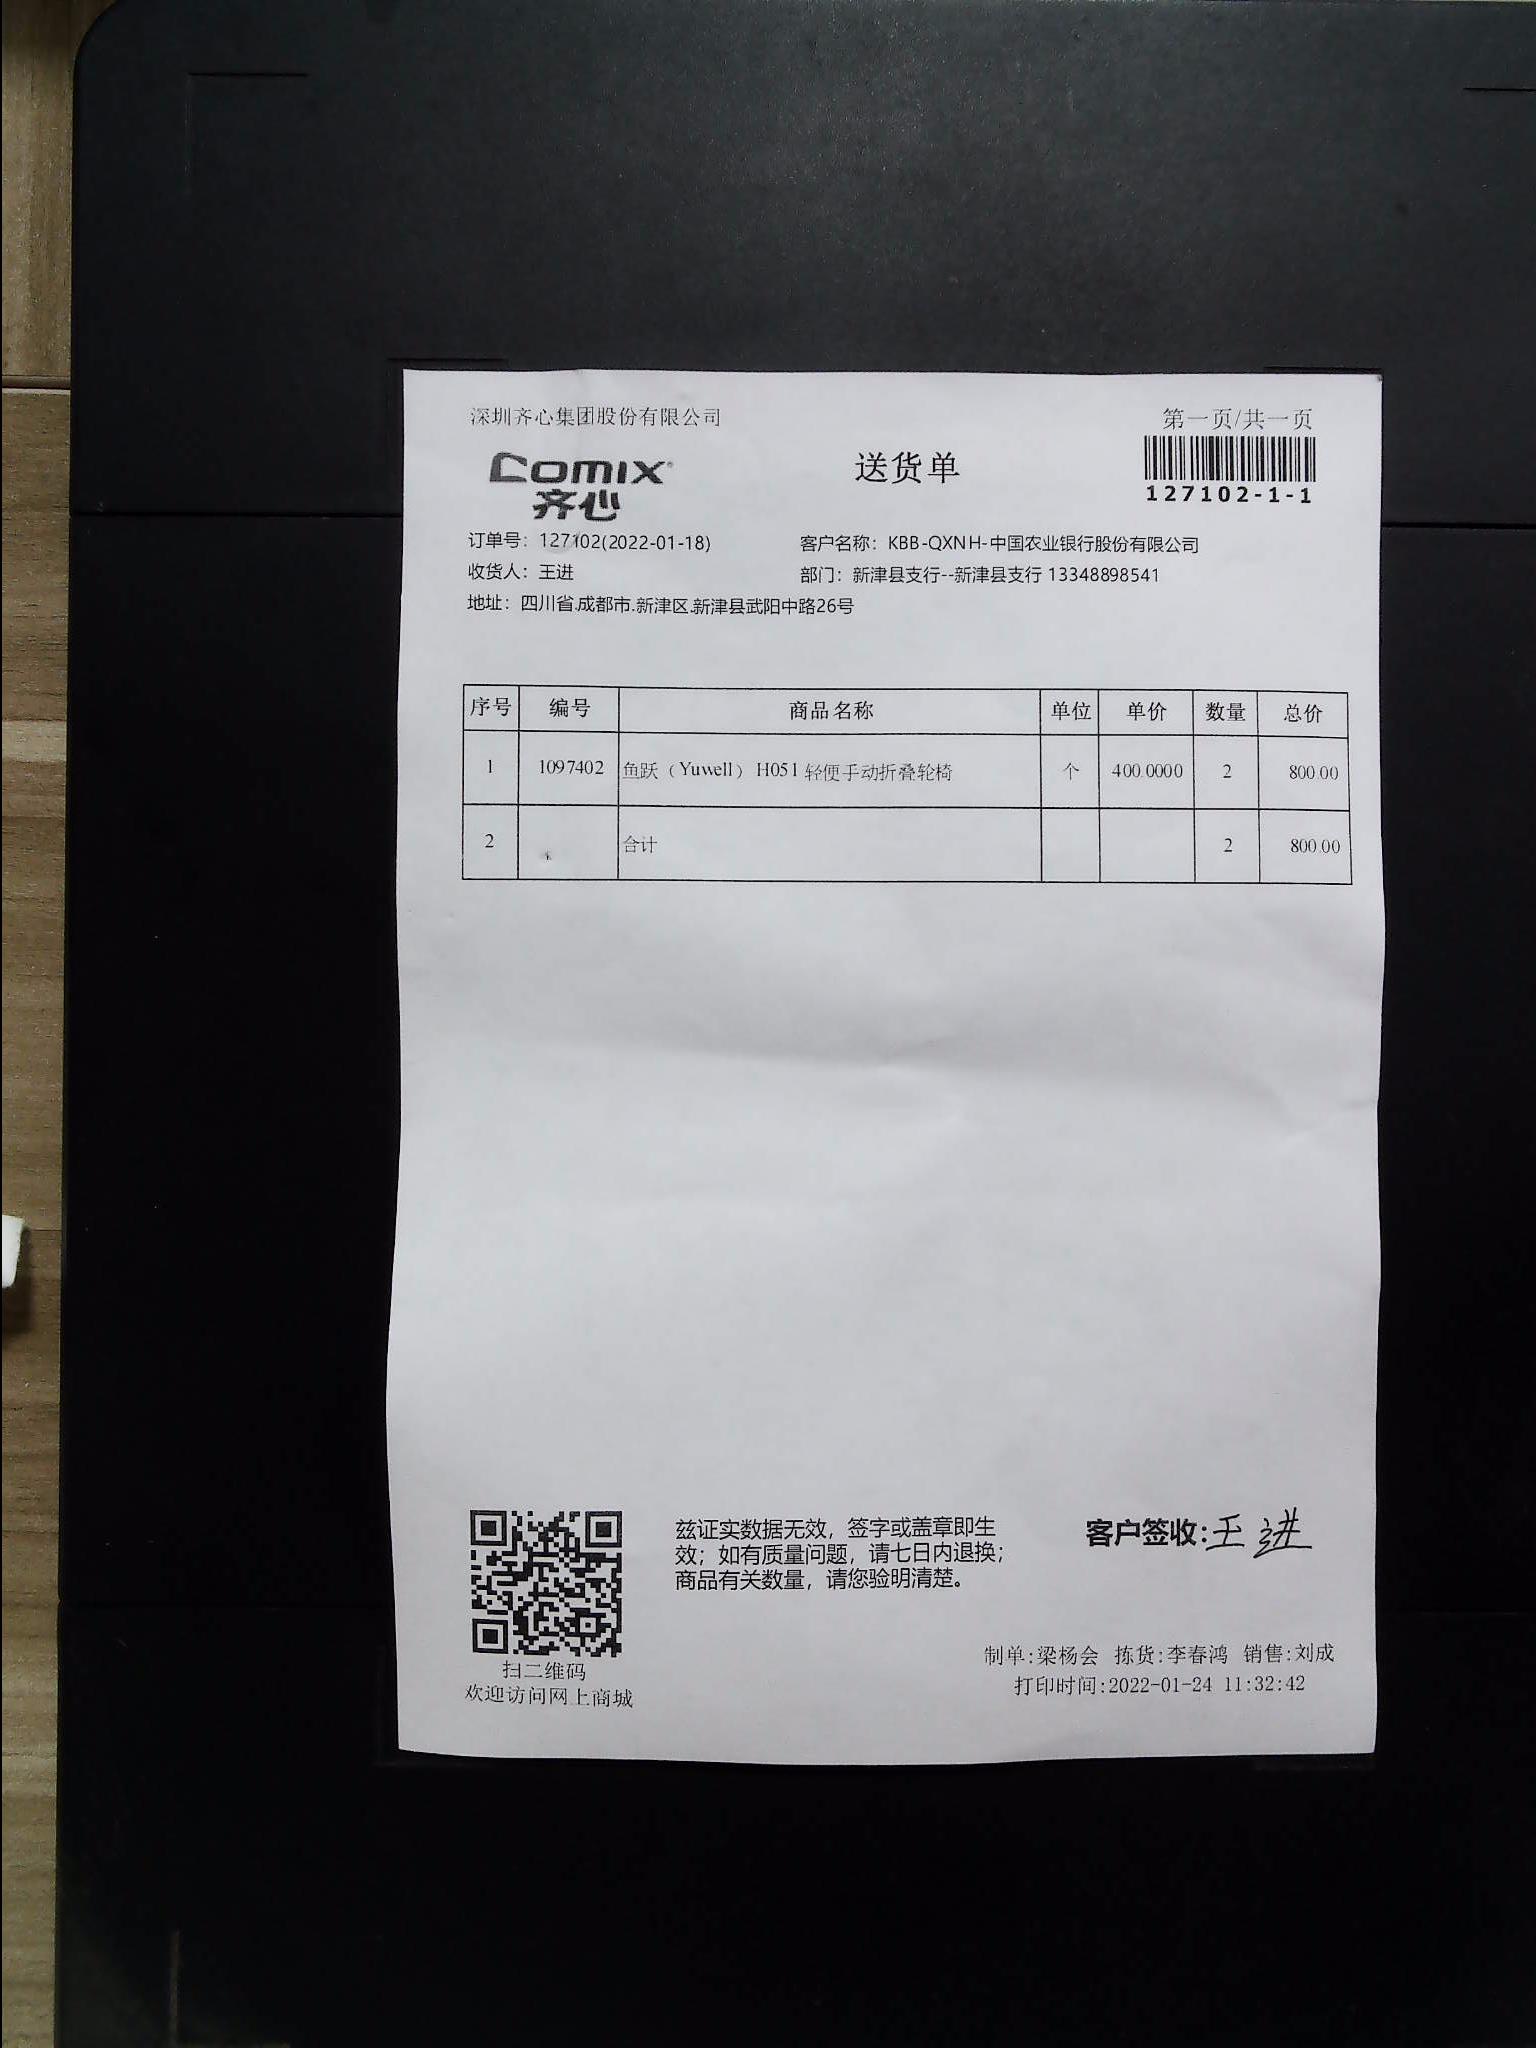 深圳齐心集团股份有限公司
第一页/共一页
COMIX
齐心
送货单
127102-1-1
订单号：127102(2022-01-18)
客户名称：KBB-QXNH-中国农业银行股份有限公司
收货人：王进
部门：新津县支行--新津县支行 13348898541
地址：四川省.成都市.新津区.新津县武阳中路26号
序号 编号 商品名称 单位 单价 数量 总价
1 1097402 鱼跃（Yuwell）H051 轻便手动折叠轮椅 个 400.0000 2 800.00
2 合计 2 800.00
兹证实数据无效，签字或盖章即生
效；如有质量问题，请七日内退换；
商品有关数量，请您验明清楚。
客户签收:王进
扫二维码
欢迎访问网上商城
制单:梁杨会 拣货:李春鸿 销售:刘成
打印时间:2022-01-24 11:32:42